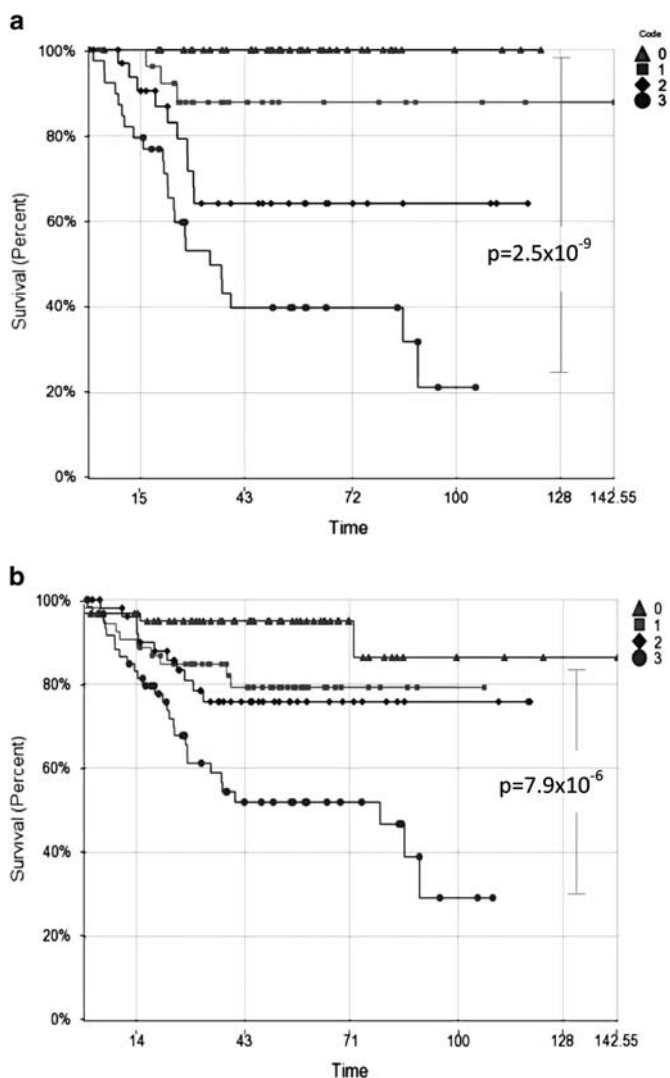 a
Code
0
1
2
3
100%
80%
60%
40%
20%
0%
Survival (Percent)
p=2.5x10⁻⁹
15 43 72 100 128 142.55
Time
b
0
1
2
3
100%
80%
60%
40%
20%
0%
Survival (Percent)
p=7.9x10⁻⁶
14 43 71 100 128 142.55
Time